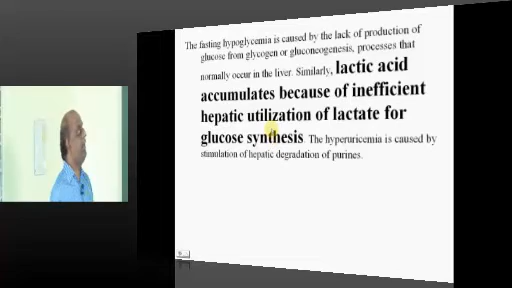 The fasting hypoglycemia is caused by the lack of production of
glucose from glycogen or gluconeogenesis, processes that
normally occur in the liver. Similarly, lactic acid
accumulates because of inefficient
hepatic utilization of lactate for
glucose synthesis. The hyperuricemia is caused by
stimulation of hepatic degradation of purines.